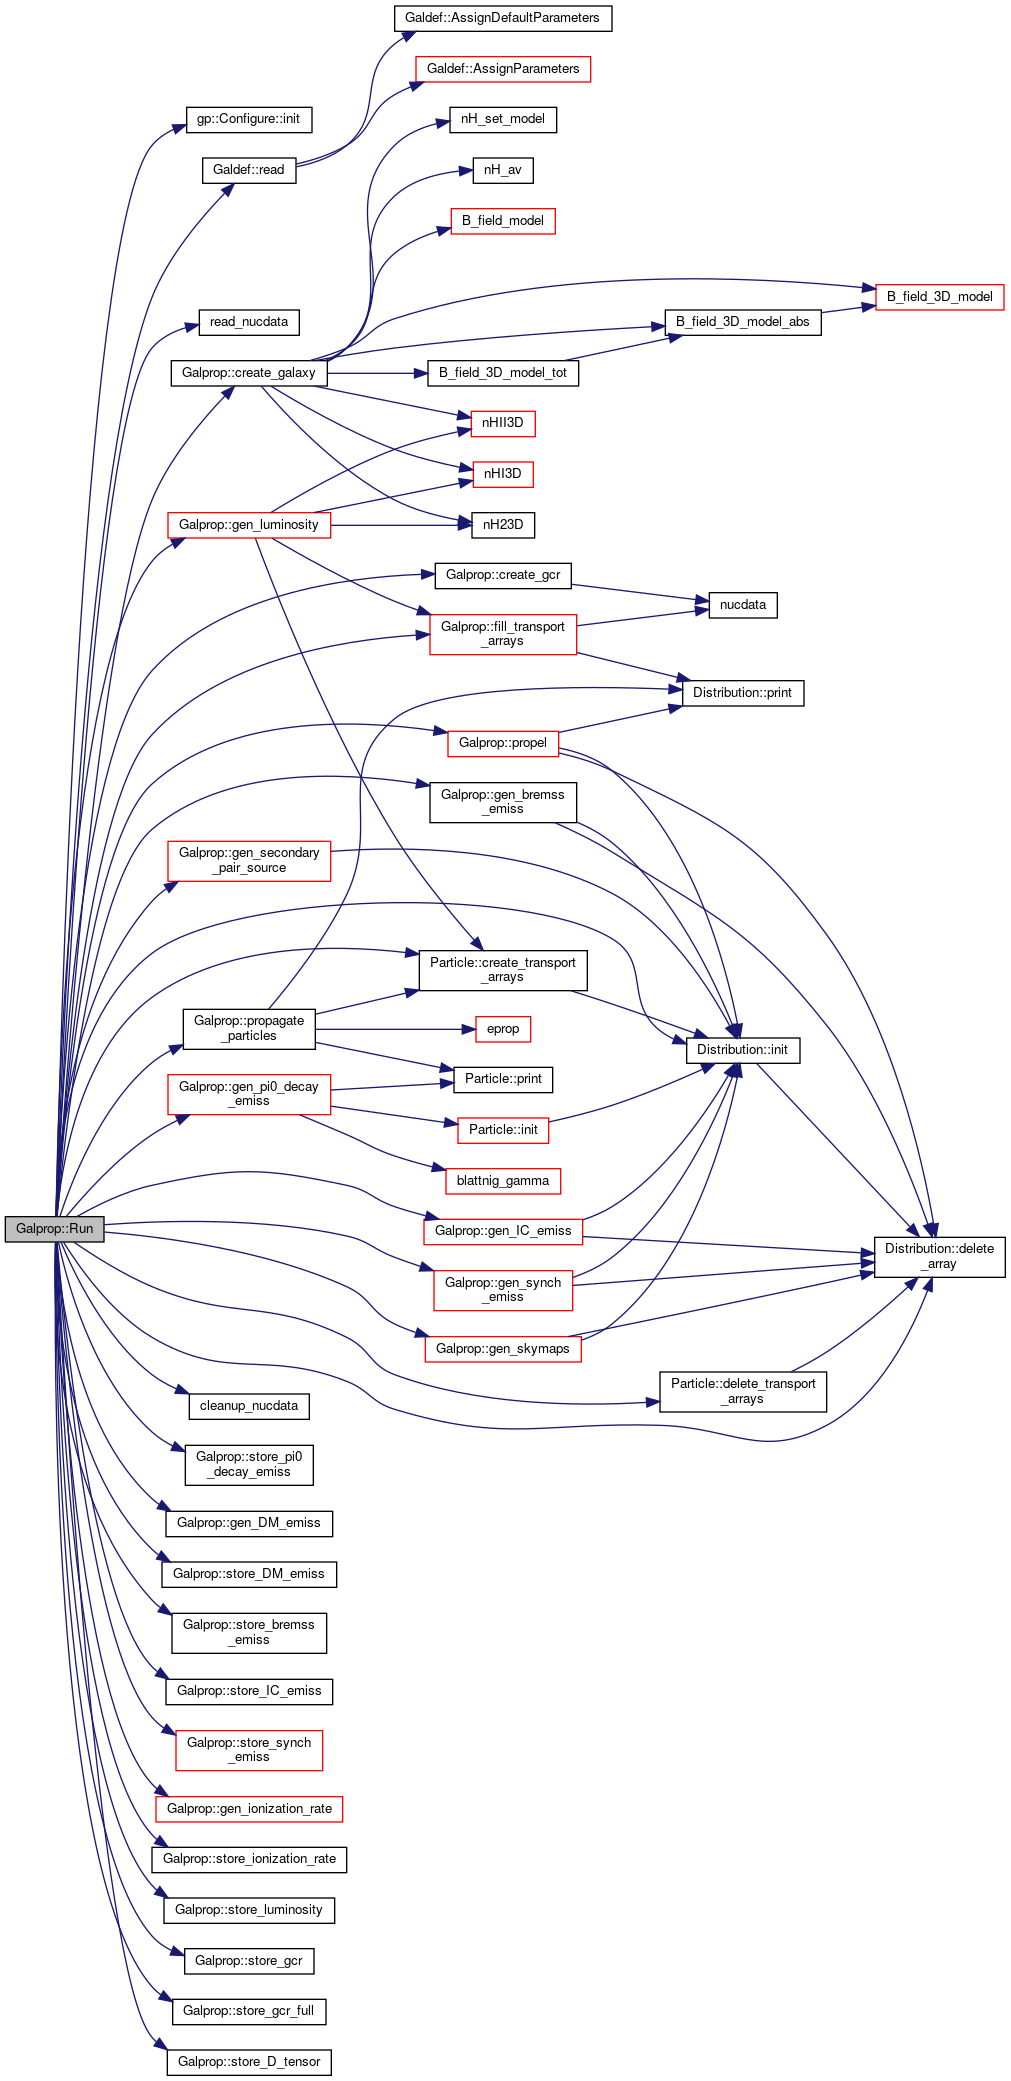 Galdef::AssignDefaultParameters
Galdef::AssignParameters
gp::Configure::init
nH_set_model
Galdef::read
nH_av
B_field_model
B_field_3D_model
read_nucdata
B_field_3D_model_abs
Galprop::create_galaxy
B_field_3D_model_tot
nHII3D
nHI3D
Galprop::gen_luminosity
nH23D
Galprop::create_gcr
nucdata
Galprop::fill_transport
_arrays
Distribution::print
Galprop::propel
Galprop::gen_bremss
_emiss
Galprop::gen_secondary
_pair_source
Particle::create_transport
_arrays
Galprop::propagate
_particles
eprop
Distribution::init
Particle::print
Galprop::gen_pi0_decay
_emiss
Particle::init
blattnig_gamma
Galprop::Run
Galprop::gen_IC_emiss
Distribution::delete
_array
Galprop::gen_synch
_emiss
Galprop::gen_skymaps
Particle::delete_transport
_arrays
cleanup_nucdata
Galprop::store_pi0
_decay_emiss
Galprop::gen_DM_emiss
Galprop::store_DM_emiss
Galprop::store_bremss
_emiss
Galprop::store_IC_emiss
Galprop::store_synch
_emiss
Galprop::gen_ionization_rate
Galprop::store_ionization_rate
Galprop::store_luminosity
Galprop::store_gcr
Galprop::store_gcr_full
Galprop::store_D_tensor